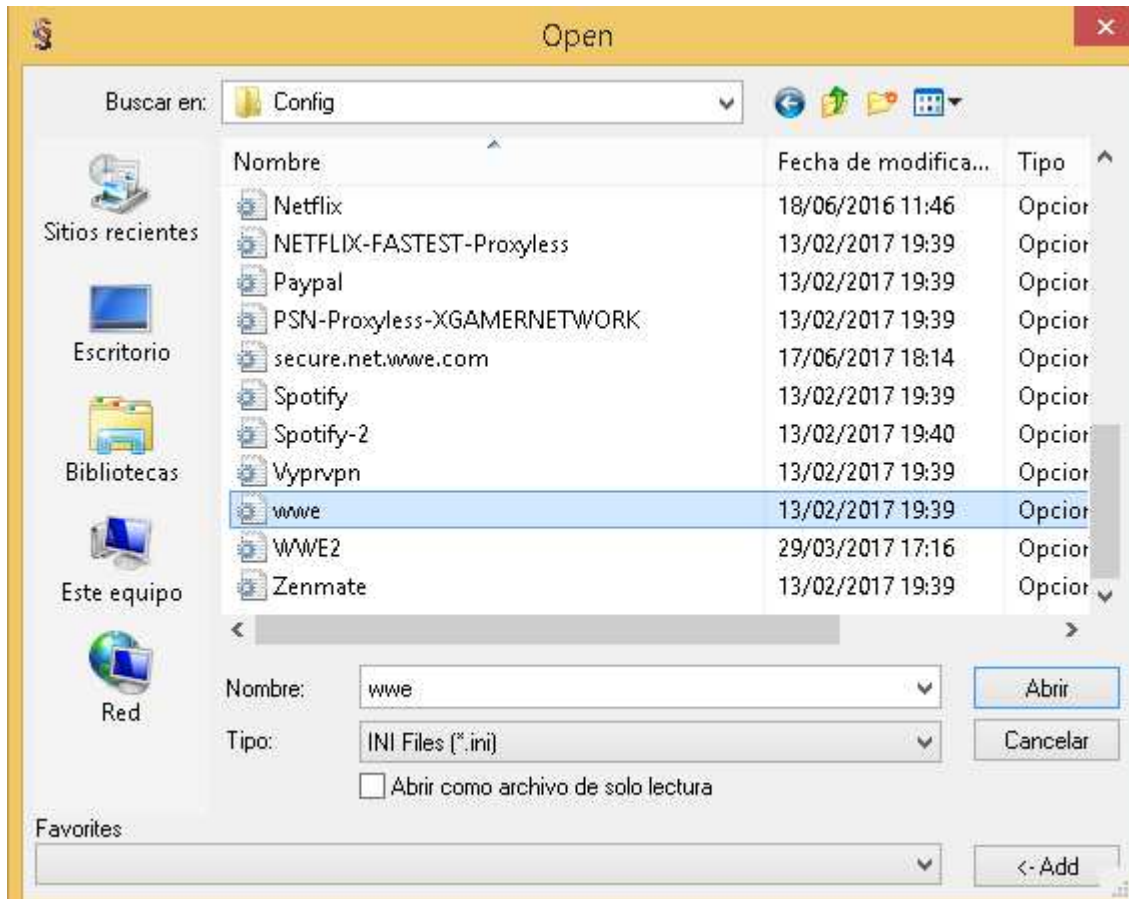 Open
Buscar en: Config
Nombre Fecha de modifica... Tipo
Netflix 18/06/2016 11:46 Opcior
NETFLIX-FASTEST-Proxyless 13/02/2017 19:39 Opcior
Paypal 13/02/2017 19:39 Opcior
PSN-Proxyless-XGAMERNETWORK 13/02/2017 19:39 Opcior
secure.net.wwe.com 17/06/2017 18:14 Opcior
Spotify 13/02/2017 19:39 Opcior
Spotify-2 13/02/2017 19:40 Opcior
Vyprvpn 13/02/2017 19:39 Opcior
wwe 13/02/2017 19:39 Opcior
WWE2 29/03/2017 17:16 Opcior
Zenmate 13/02/2017 19:39 Opcior
Sitios recientes
Escritorio
Bibliotecas
Este equipo
Red
Nombre: wwe Abrir
Tipo: INI Files (*.ini) Cancelar
Abrir como archivo de solo lectura
Favorites
<- Add